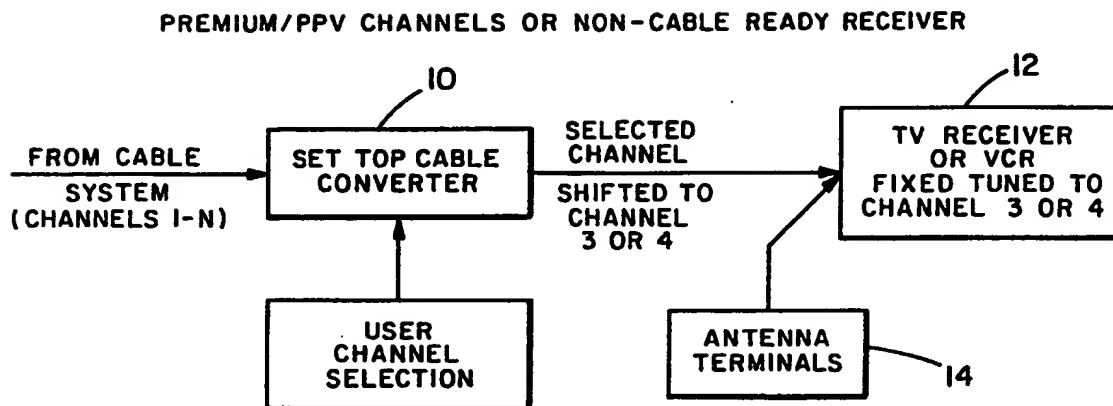 PREMIUM/PPV CHANNELS OR NON-CABLE READY RECEIVER
10
12
FROM CABLE
SYSTEM
(CHANNELS 1-N)
SET TOP CABLE
CONVERTER
SELECTED
CHANNEL
SHIFTED TO
CHANNEL
3 OR 4
TV RECEIVER
OR VCR
FIXED TUNED TO
CHANNEL 3 OR 4
USER
CHANNEL
SELECTION
ANTENNA
TERMINALS
14